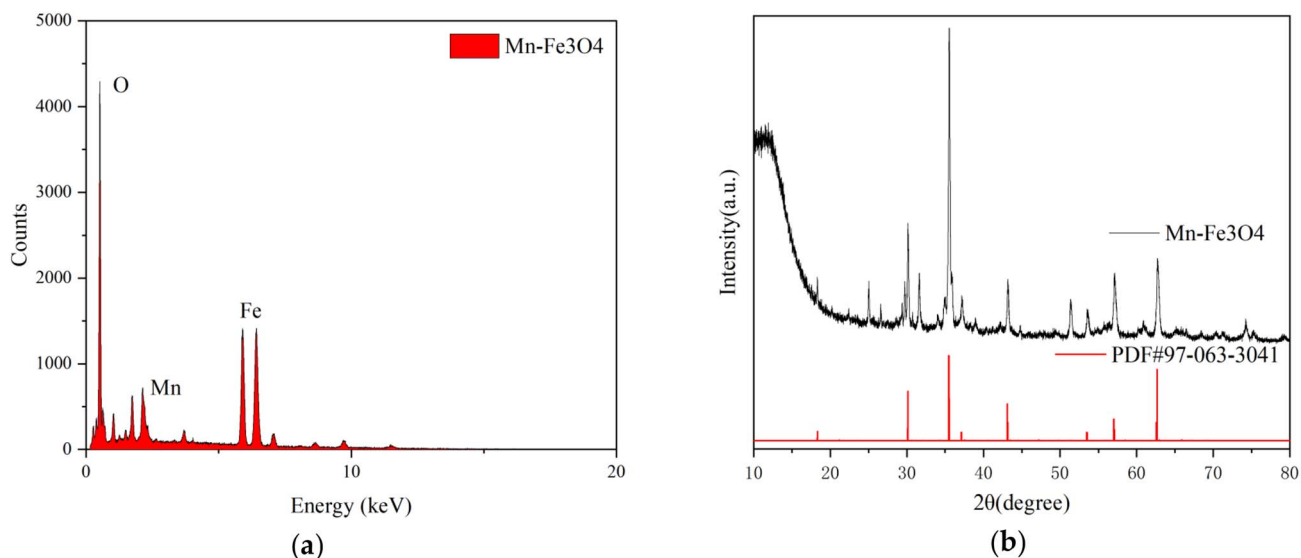 5000
4000
3000
2000
1000
0
Counts
Mn-Fe3O4
O
Fe
Mn
0 10 20
Energy (keV)
(a)
Intensity(a.u.)
Mn-Fe3O4
PDF#97-063-3041
10 20 30 40 50 60 70 80
2θ(degree)
(b)